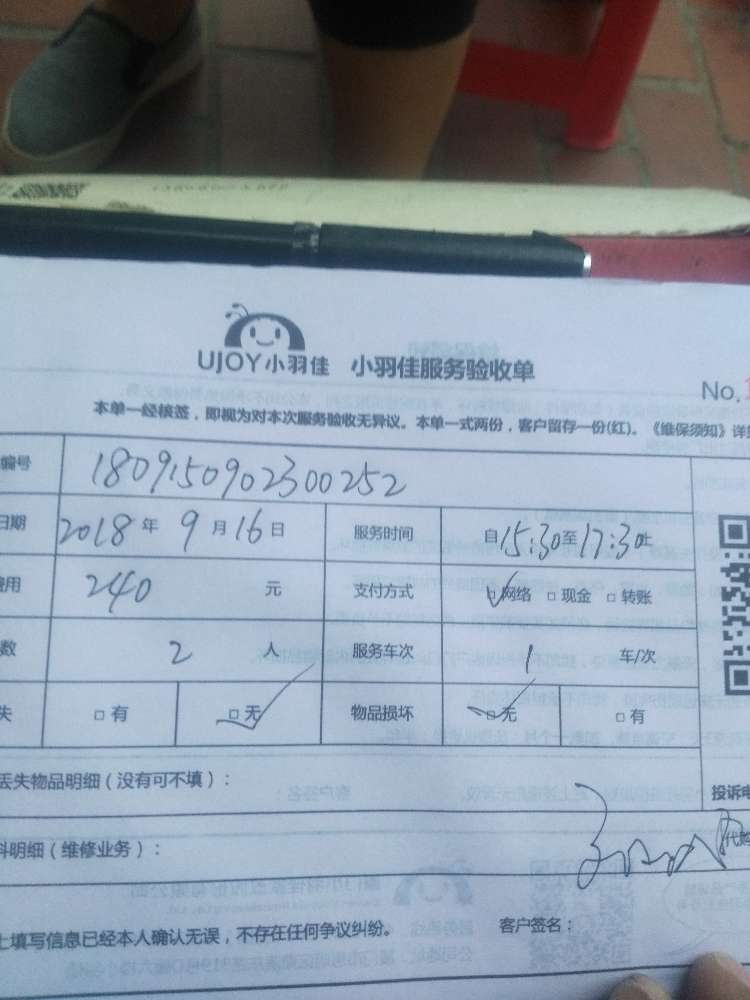 UJOY小羽佳 小羽佳服务验收单
No.
本单一经核签，即视为对本次服务验收无异议。本单一式两份，客户留存一份(红)。《维保须知》详
编号 1809150902300252
日期 2018年9月16日 服务时间 自15:30至17:30止
费用 240 元 支付方式 ☑网络 □现金 □转账
数 2 人 服务车次 1 车/次
失 □有 ☑无 物品损坏 ☑无 □有
丢失物品明细（没有可不填）：
投诉电
料明细（维修业务）：
上填写信息已经本人确认无误，不存在任何争议纠纷。 客户签名：